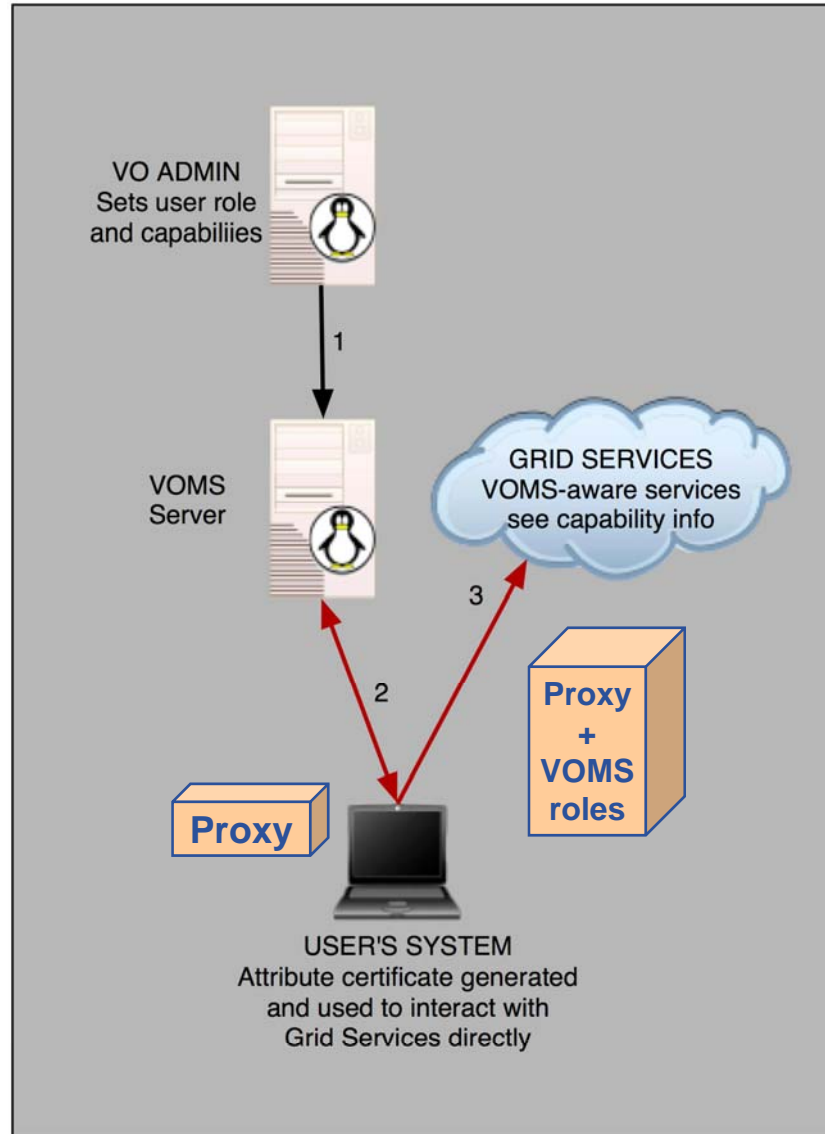 VO ADMIN
Sets user role
and capabiliies
1
VOMS
Server
GRID SERVICES
VOMS-aware services
see capability info
3
2
Proxy
+
VOMS
roles
Proxy
USER'S SYSTEM
Attribute certificate generated
and used to interact with
Grid Services directly